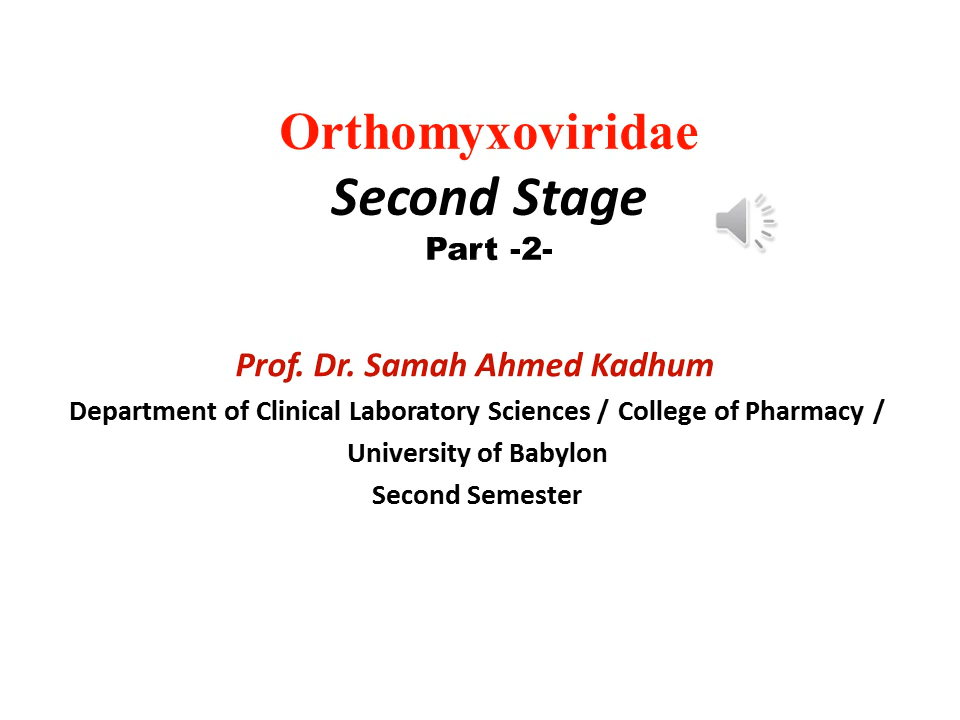 Orthomyxoviridae
Second Stage
Part -2-
Prof. Dr. Samah Ahmed Kadhum
Department of Clinical Laboratory Sciences / College of Pharmacy /
University of Babylon
Second Semester